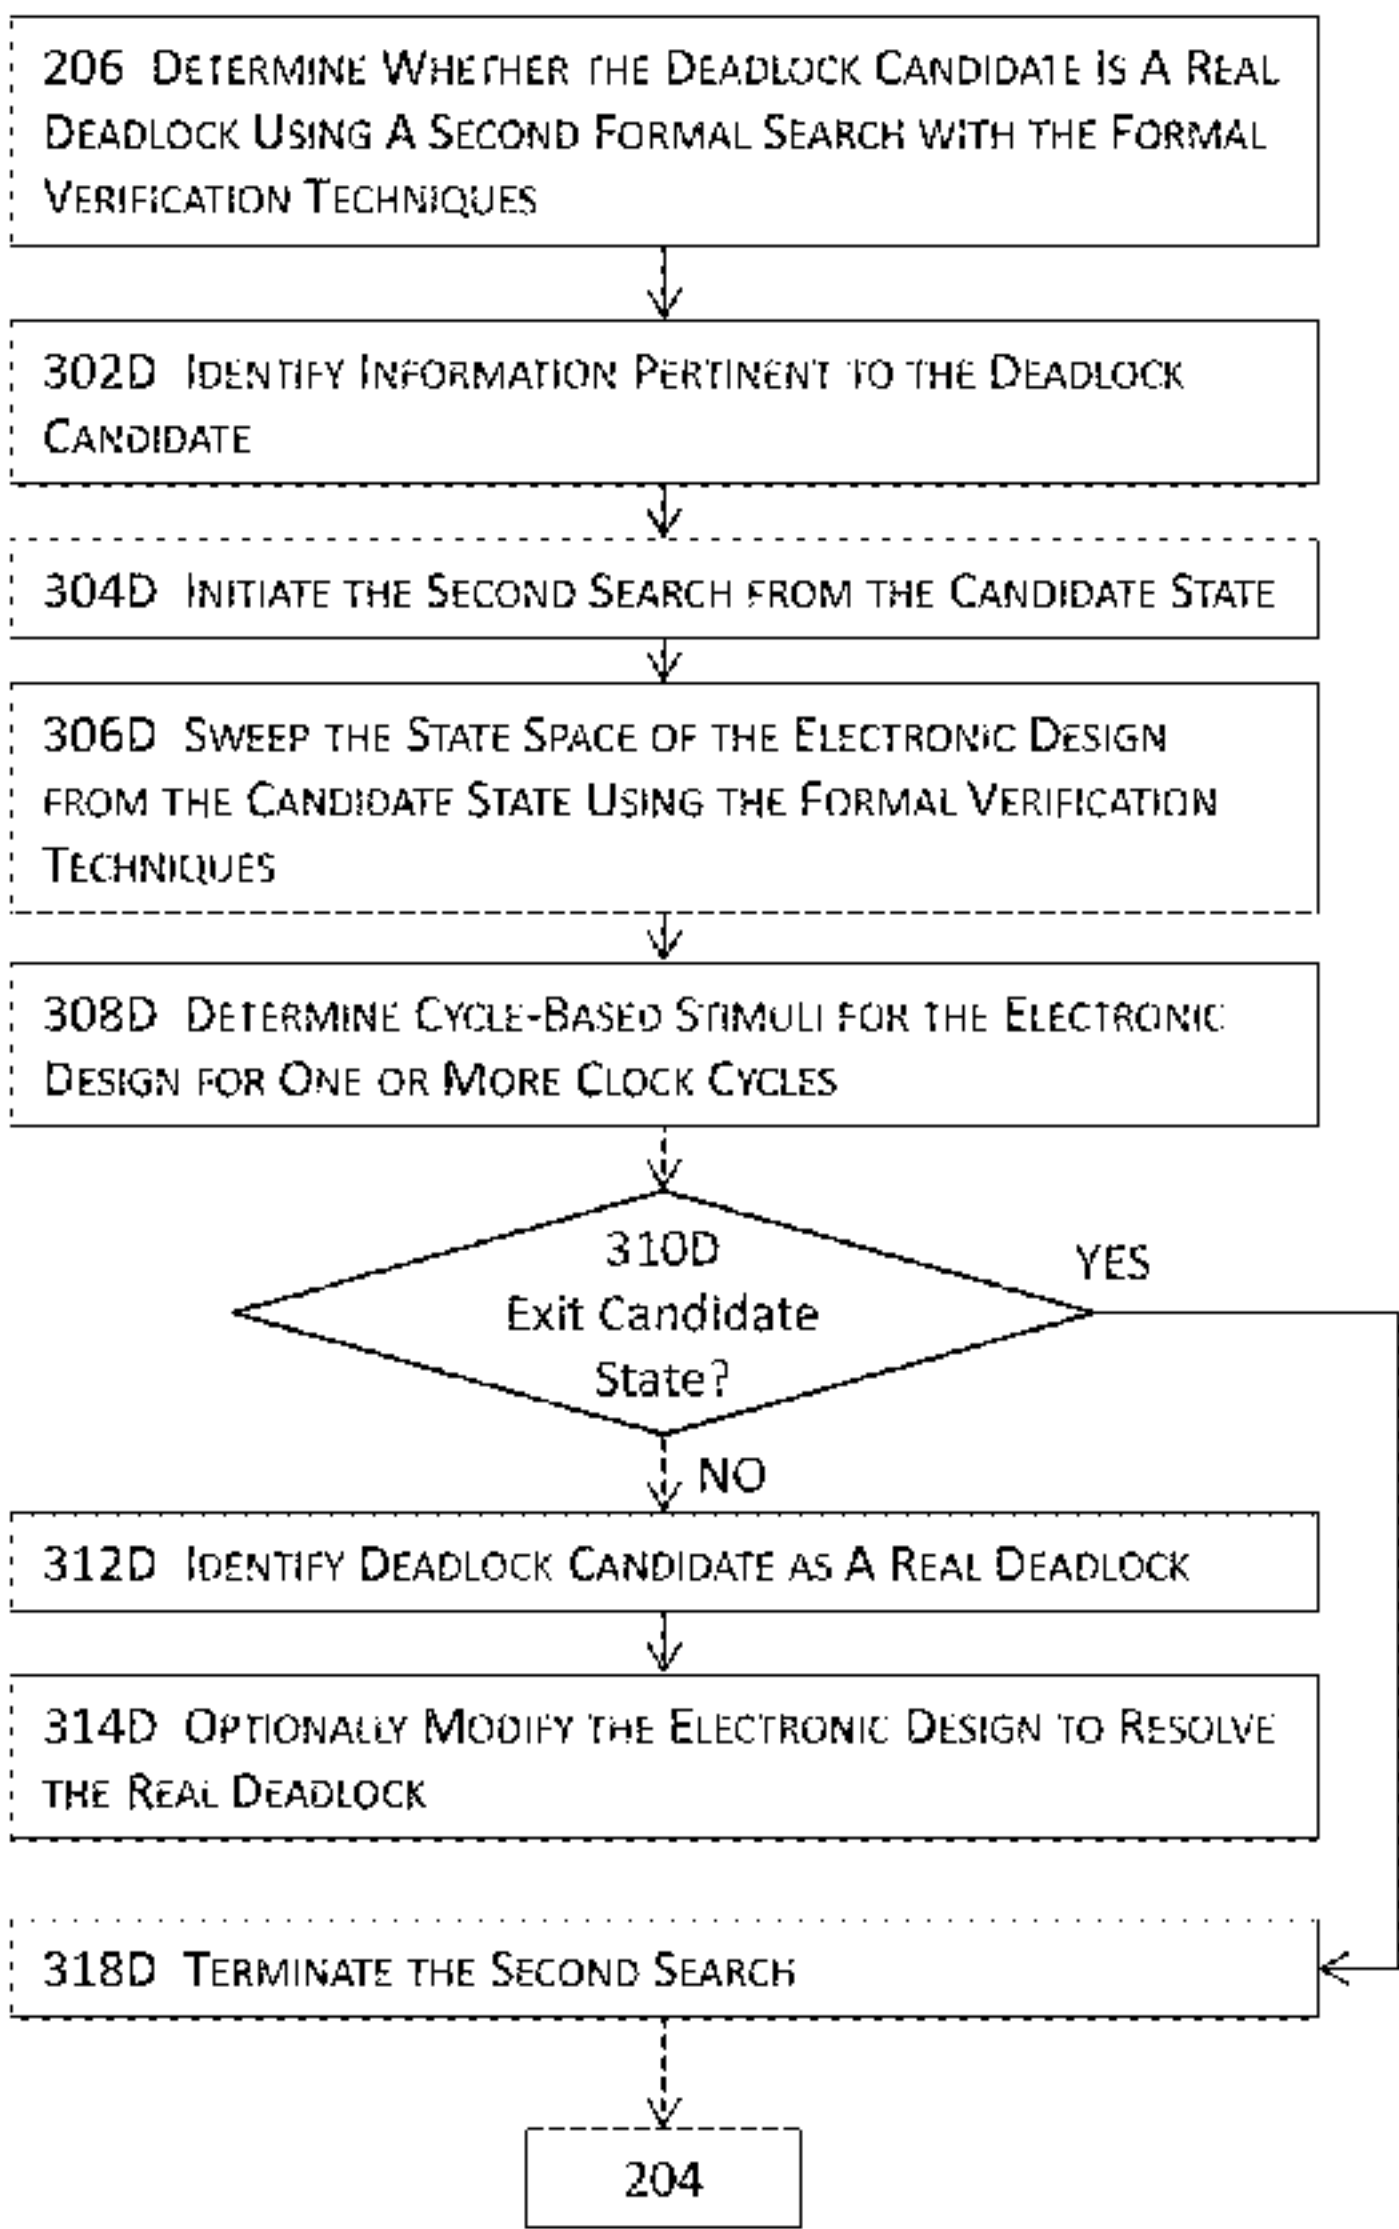 206 DETERMINE WHETHER THE DEADLOCK CANDIDATE IS A REAL
DEADLOCK USING A SECOND FORMAL SEARCH WITH THE FORMAL
VERIFICATION TECHNIQUES
302D IDENTIFY INFORMATION PERTINENT TO THE DEADLOCK
CANDIDATE
304D INITIATE THE SECOND SEARCH FROM THE CANDIDATE STATE
306D SWEEP THE STATE SPACE OF THE ELECTRONIC DESIGN
FROM THE CANDIDATE STATE USING THE FORMAL VERIFICATION
TECHNIQUES
308D DETERMINE CYCLE-BASED STIMULI FOR THE ELECTRONIC
DESIGN FOR ONE OR MORE CLOCK CYCLES
310D
Exit Candidate
State?
YES
NO
312D IDENTIFY DEADLOCK CANDIDATE AS A REAL DEADLOCK
314D OPTIONALLY MODIFY THE ELECTRONIC DESIGN TO RESOLVE
THE REAL DEADLOCK
318D TERMINATE THE SECOND SEARCH
204